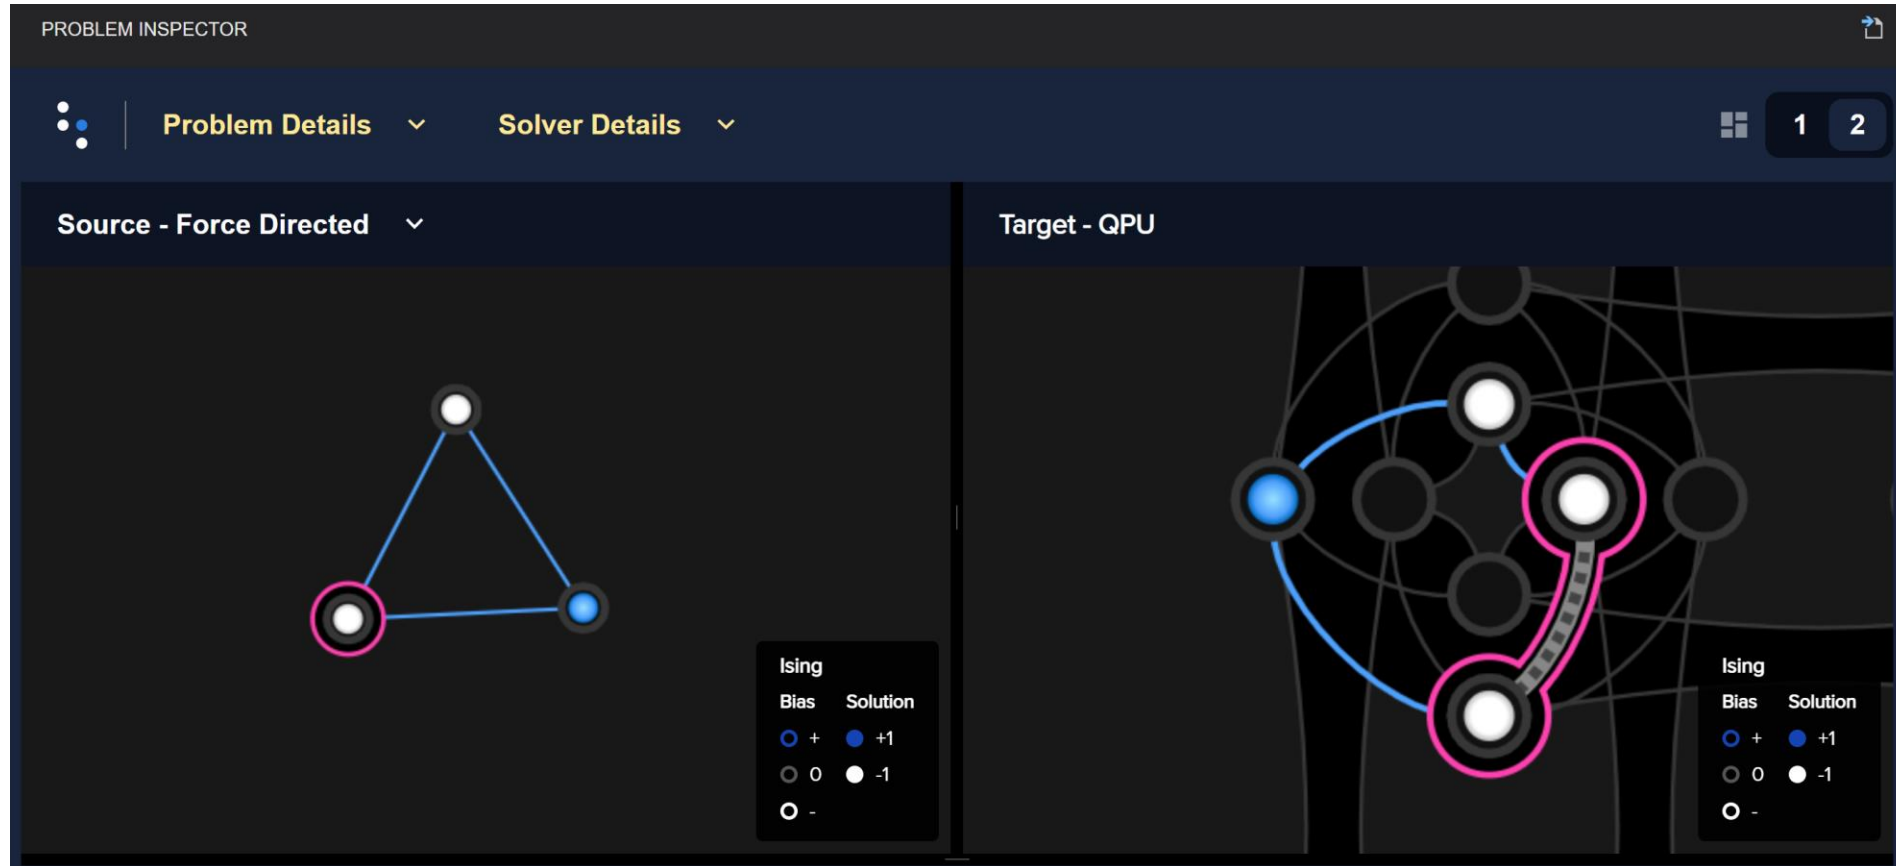 PROBLEM INSPECTOR
Problem Details
Solver Details
1 2
Source - Force Directed
Target - QPU
Ising
Bias Solution
+ +1
0 -1
-
Ising
Bias Solution
+ +1
0 -1
-